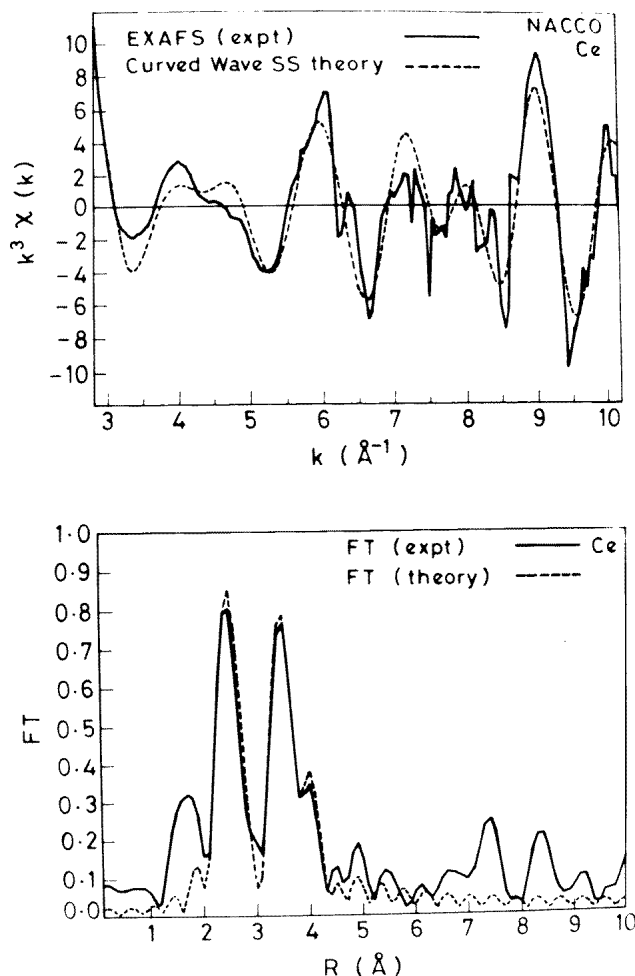 EXAFS (expt)
NACCO
Ce
Curved Wave SS theory
k³ χ (k)
10
8
6
4
2
0
-2
-4
-6
-8
-10
3 4 5 6 7 8 9 10
k (Å⁻¹)
FT (expt) Ce
FT (theory)
FT
1.0
0.9
0.8
0.7
0.6
0.5
0.4
0.3
0.2
0.1
0.0
1 2 3 4 5 6 7 8 9 10
R (Å)